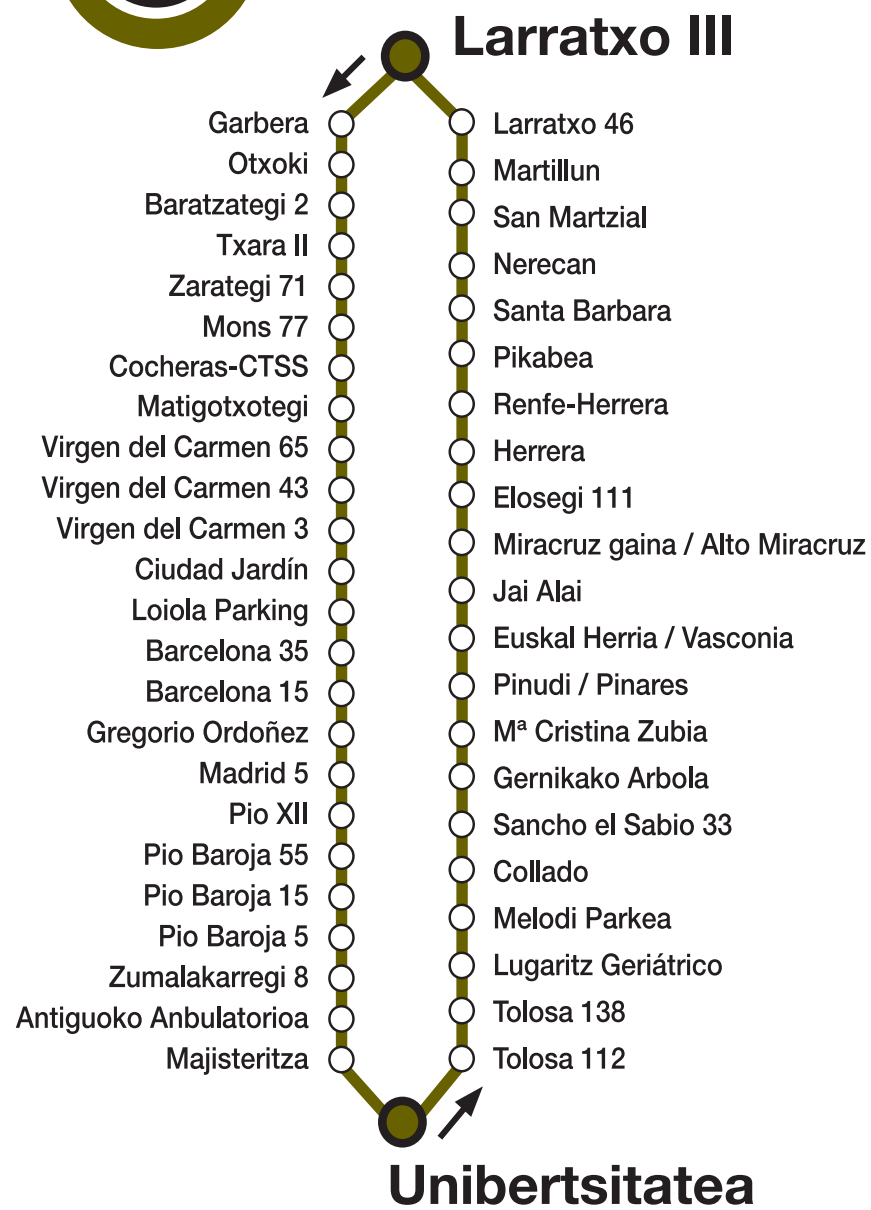 Larratxo III
Garbera
Otxoki
Baratzategi 2
Txara II
Zarategi 71
Mons 77
Cocheras-CTSS
Matigotxotegi
Virgen del Carmen 65
Virgen del Carmen 43
Virgen del Carmen 3
Ciudad Jardín
Loiola Parking
Barcelona 35
Barcelona 15
Gregorio Ordoñez
Madrid 5
Pio XII
Pio Baroja 55
Pio Baroja 15
Pio Baroja 5
Zumalakarregi 8
Antiguoko Anbulatorioa
Majisteritza
Larratxo 46
Martillun
San Martzial
Nerecan
Santa Barbara
Pikabea
Renfe-Herrera
Herrera
Elosegi 111
Miracruz gaina / Alto Miracruz
Jai Alai
Euskal Herria / Vasconia
Pinudi / Pinares
Mª Cristina Zubia
Gernikako Arbola
Sancho el Sabio 33
Collado
Melodi Parkea
Lugaritz Geriátrico
Tolosa 138
Tolosa 112
Unibertsitatea